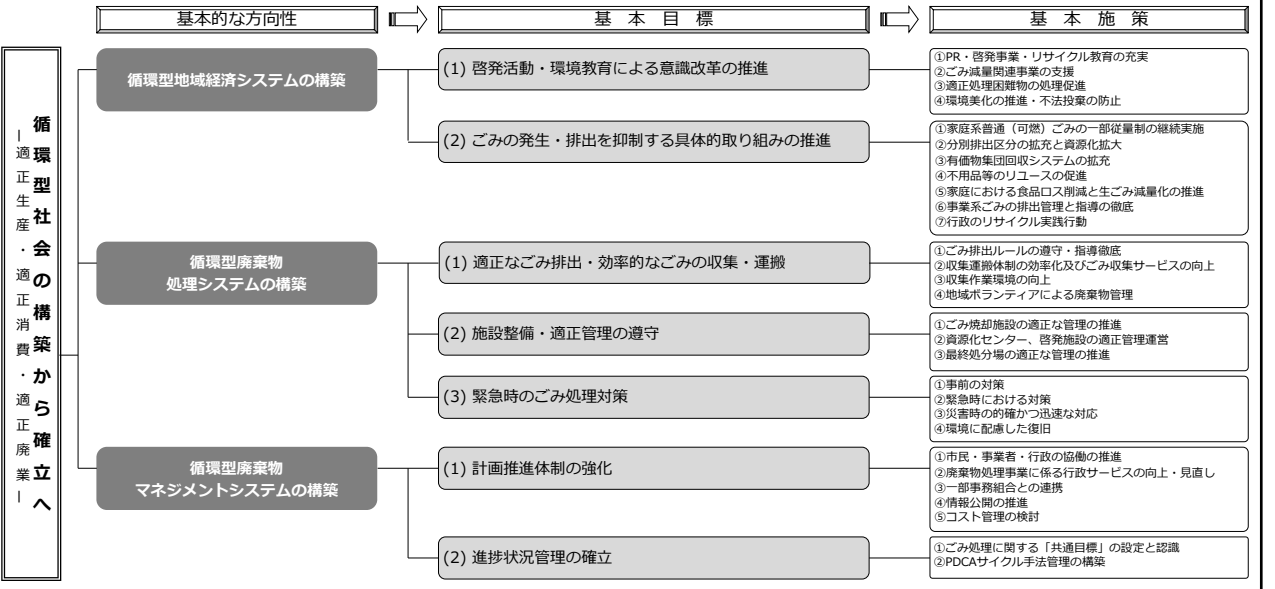 基本的な方向性
基本目標
基本施策
循環型社会の構築から確立へ
－適正生産・適正消費・適正廃業－
循環型地域経済システムの構築
(1) 啓発活動・環境教育による意識改革の推進
①PR・啓発事業・リサイクル教育の充実
②ごみ減量関連事業の支援
③適正処理困難物の処理促進
④環境美化の推進・不法投棄の防止
(2) ごみの発生・排出を抑制する具体的取り組みの推進
①家庭系普通（可燃）ごみの一部従量制の継続実施
②分別排出区分の拡充と資源化拡大
③有価物集団回収システムの拡充
④不用品等のリユースの促進
⑤家庭における食品ロス削減と生ごみ減量化の推進
⑥事業系ごみの排出管理と指導の徹底
⑦行政のリサイクル実践行動
循環型廃棄物
処理システムの構築
(1) 適正なごみ排出・効率的なごみの収集・運搬
①ごみ排出ルールの遵守・指導徹底
②収集運搬体制の効率化及びごみ収集サービスの向上
③収集作業環境の向上
④地域ボランティアによる廃棄物管理
(2) 施設整備・適正管理の遵守
①ごみ焼却施設の適正な管理の推進
②資源化センター、啓発施設の適正管理運営
③最終処分場の適正な管理の推進
(3) 緊急時のごみ処理対策
①事前の対策
②緊急時における対策
③災害時の的確かつ迅速な対応
④環境に配慮した復旧
循環型廃棄物
マネジメントシステムの構築
(1) 計画推進体制の強化
①市民・事業者・行政の協働の推進
②廃棄物処理事業に係る行政サービスの向上・見直し
③一部事務組合との連携
④情報公開の推進
⑤コスト管理の検討
(2) 進捗状況管理の確立
①ごみ処理に関する「共通目標」の設定と認識
②PDCAサイクル手法管理の構築